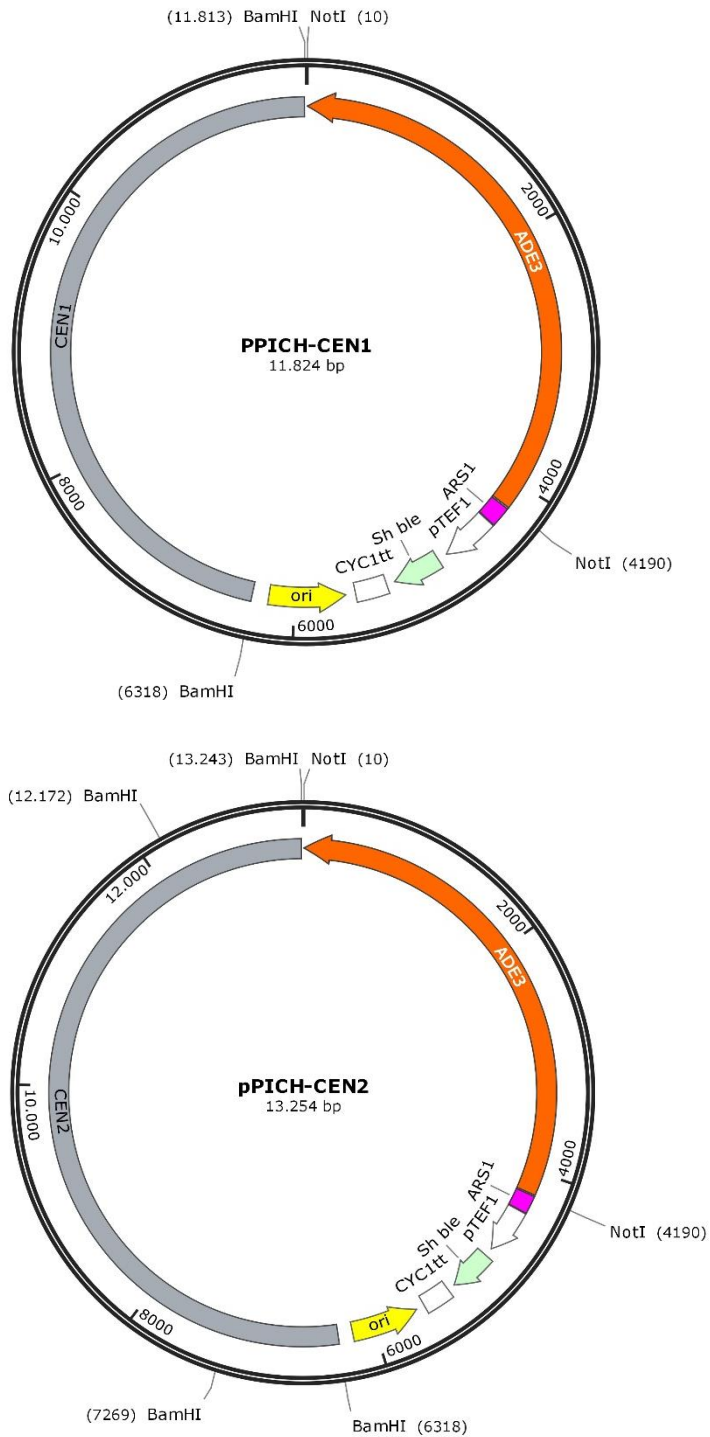 (11.813) BamHI NotI (10)
2000
ADE3
10.000
CEN1
PPICH-CEN1
11.824 bp
8000
4000
ARS1
pTEF1
Sh ble
CYC1tt
ori
NotI (4190)
6000
(6318) BamHI
(13.243) BamHI NotI (10)
(12.172) BamHI
12.000
2000
ADE3
10.000
CEN2
pPICH-CEN2
13.254 bp
4000
ARS1
pTEF1
Sh ble
CYC1tt
NotI (4190)
8000
ori
6000
(7269) BamHI
BamHI (6318)